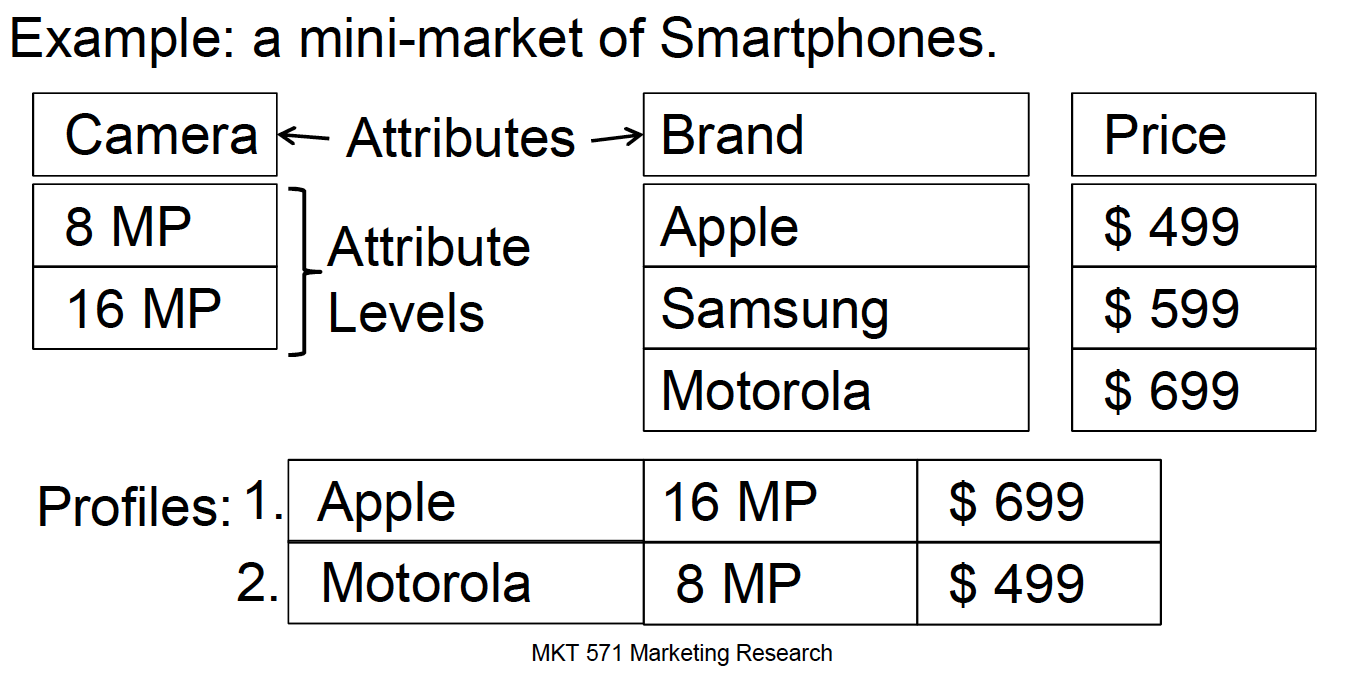 Example: a mini-market of Smartphones.
Camera Attributes Brand Price
8 MP Apple $ 499
Attribute
16 MP Levels Samsung $ 599
Motorola $ 699
Profiles: 1. Apple 16 MP $ 699
2. Motorola 8 MP $ 499
MKT 571 Marketing Research